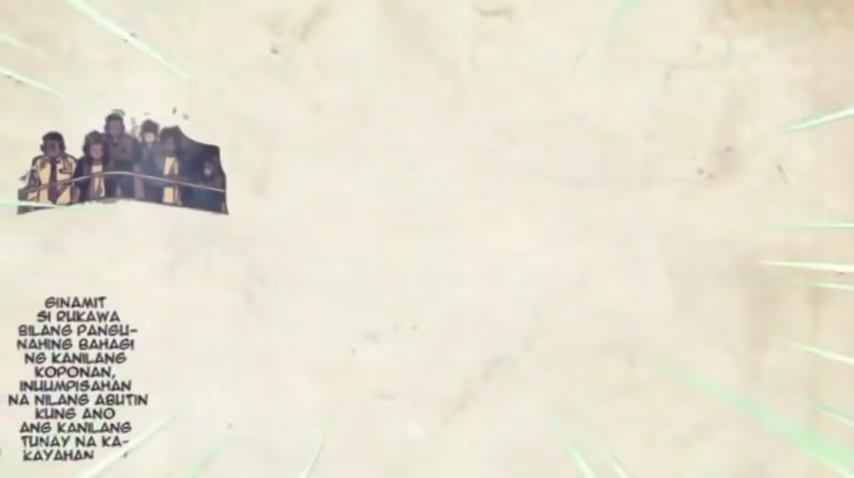 GINAMIT
SI RUKAWA
BILANG PANGU-
NAHING BAHAGI
NG KANILANG
KOPONAN,
INUUMPISAHAN
NA NILANG ABUTIN
KUNG ANO
ANG KANILANG
TUNAY NA KA-
KAYAHAN